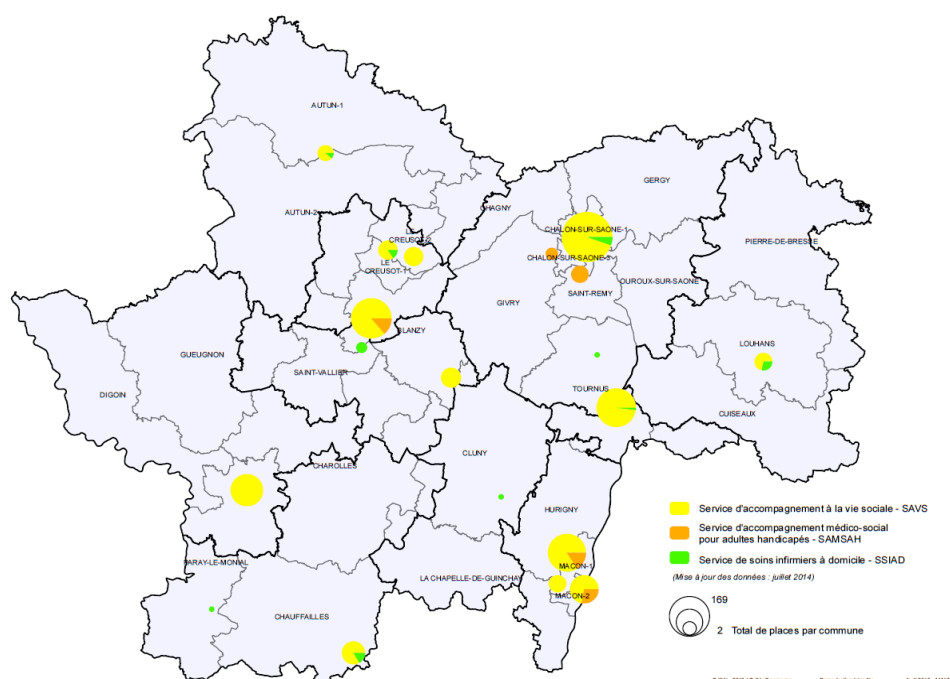 AUTUN-1
GERGY
AUTUN-2
CHAGNY
LE
CREUSOT-2
CHALON-SUR-SAONE-1
PIERRE-DE-BRESSE
CHALON-SUR-SAONE-3
LE
CREUSOT-1
OUROUX-SUR-SAONE
SAINT-REMY
GIVRY
BLANZY
LOUHANS
GUEUGNON
SAINT-VALLIER
TOURNUS
DIGOIN
CUISEAUX
CLUNY
CHAROLLES
HURIGNY
Service d'accompagnement à la vie sociale - SAVS
Service d'accompagnement médico-social
pour adultes handicapés - SAMSAH
Service de soins infirmiers à domicile - SSIAD
(Mise à jour des données : juillet 2014)
PARAY-LE-MONIAL
MACON-1
LA CHAPELLE-DE-GUINCHAY
MACON-2
169
CHAUFFAILLES
2 Total de places par commune